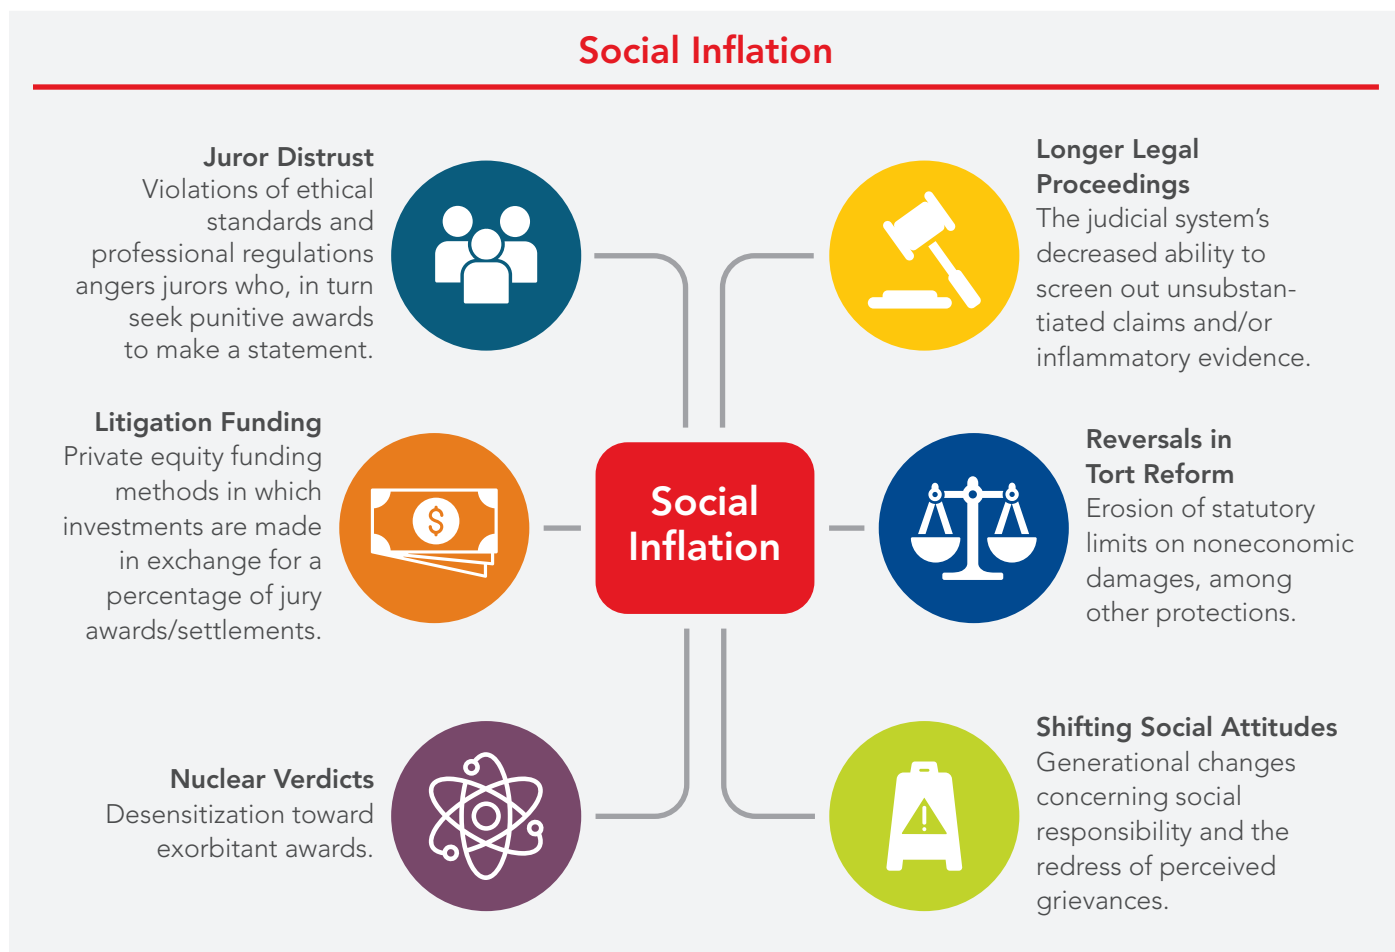 Social Inflation
Juror Distrust
Violations of ethical
standards and
professional regulations
angers jurors who, in turn
seek punitive awards
to make a statement.
Longer Legal
Proceedings
The judicial system’s
decreased ability to
screen out unsubstan-
tiated claims and/or
inflammatory evidence.
Litigation Funding
Private equity funding
methods in which
investments are made
in exchange for a
percentage of jury
awards/settlements.
$
Social
Inflation
Reversals in
Tort Reform
Erosion of statutory
limits on noneconomic
damages, among
other protections.
Nuclear Verdicts
Desensitization toward
exorbitant awards.
!
Shifting Social Attitudes
Generational changes
concerning social
responsibility and the
redress of perceived
grievances.